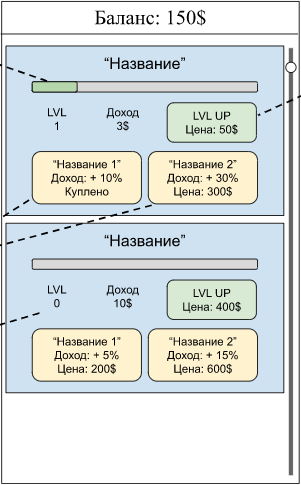 Баланс: 150$
“Название”
LVL
1
Доход
3$
LVL UP
Цена: 50$
“Название 1”
Доход: + 10%
Куплено
“Название 2”
Доход: + 30%
Цена: 300$
“Название”
LVL
0
Доход
10$
LVL UP
Цена: 400$
“Название 1”
Доход: + 5%
Цена: 200$
“Название 2”
Доход: + 15%
Цена: 600$